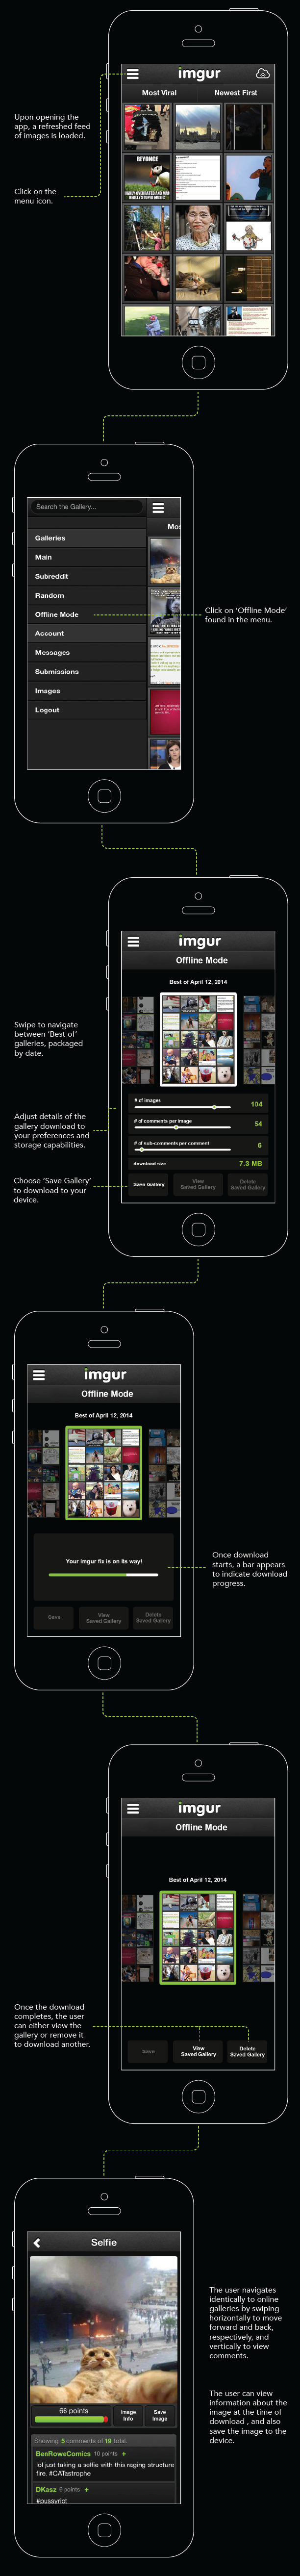 imgur
Most Viral
Newest First
Upon opening the
app, a refreshed feed
of images is loaded.
Click on the
menu icon.
BEYONCE
Search the Gallery...
Mos
Galleries
Main
Subreddit
Random
Offline Mode
Account
Messages
Submissions
Images
Logout
Click on 'Offline Mode'
found in the menu.
imgur
Offline Mode
Best of April 12, 2014
Swipe to navigate
between 'Best of'
galleries, packaged
by date.
# of images
104
# of comments per image
54
# of sub-comments per comment
6
download size
7.3 MB
Adjust details of the
gallery download to
your preferences and
storage capabilities.
Choose 'Save Gallery'
to download to your
device.
Save Gallery
View
Saved Gallery
Delete
Saved Gallery
imgur
Offline Mode
Best of April 12, 2014
Your imgur fix is on its way!
Once download
starts, a bar appears
to indicate download
progress.
Save
View
Saved Gallery
Delete
Saved Gallery
imgur
Offline Mode
Best of April 12, 2014
Once the download
completes, the user
can either view the
gallery or remove it
to download another.
Save
View
Saved Gallery
Delete
Saved Gallery
Selfie
66 points
Image
Info
Save
Image
Showing 5 comments of 19 total.
BenRoweComics 10 points +
lol just taking a selfie with this raging structure
fire. #CATastrophe
DKasz 6 points +
#pussyriot
The user navigates
identically to online
galleries by swiping
horizontally to move
forward and back,
respectively, and
vertically to view
comments.
The user can view
information about the
image at the time of
download , and also
save the image to the
device.